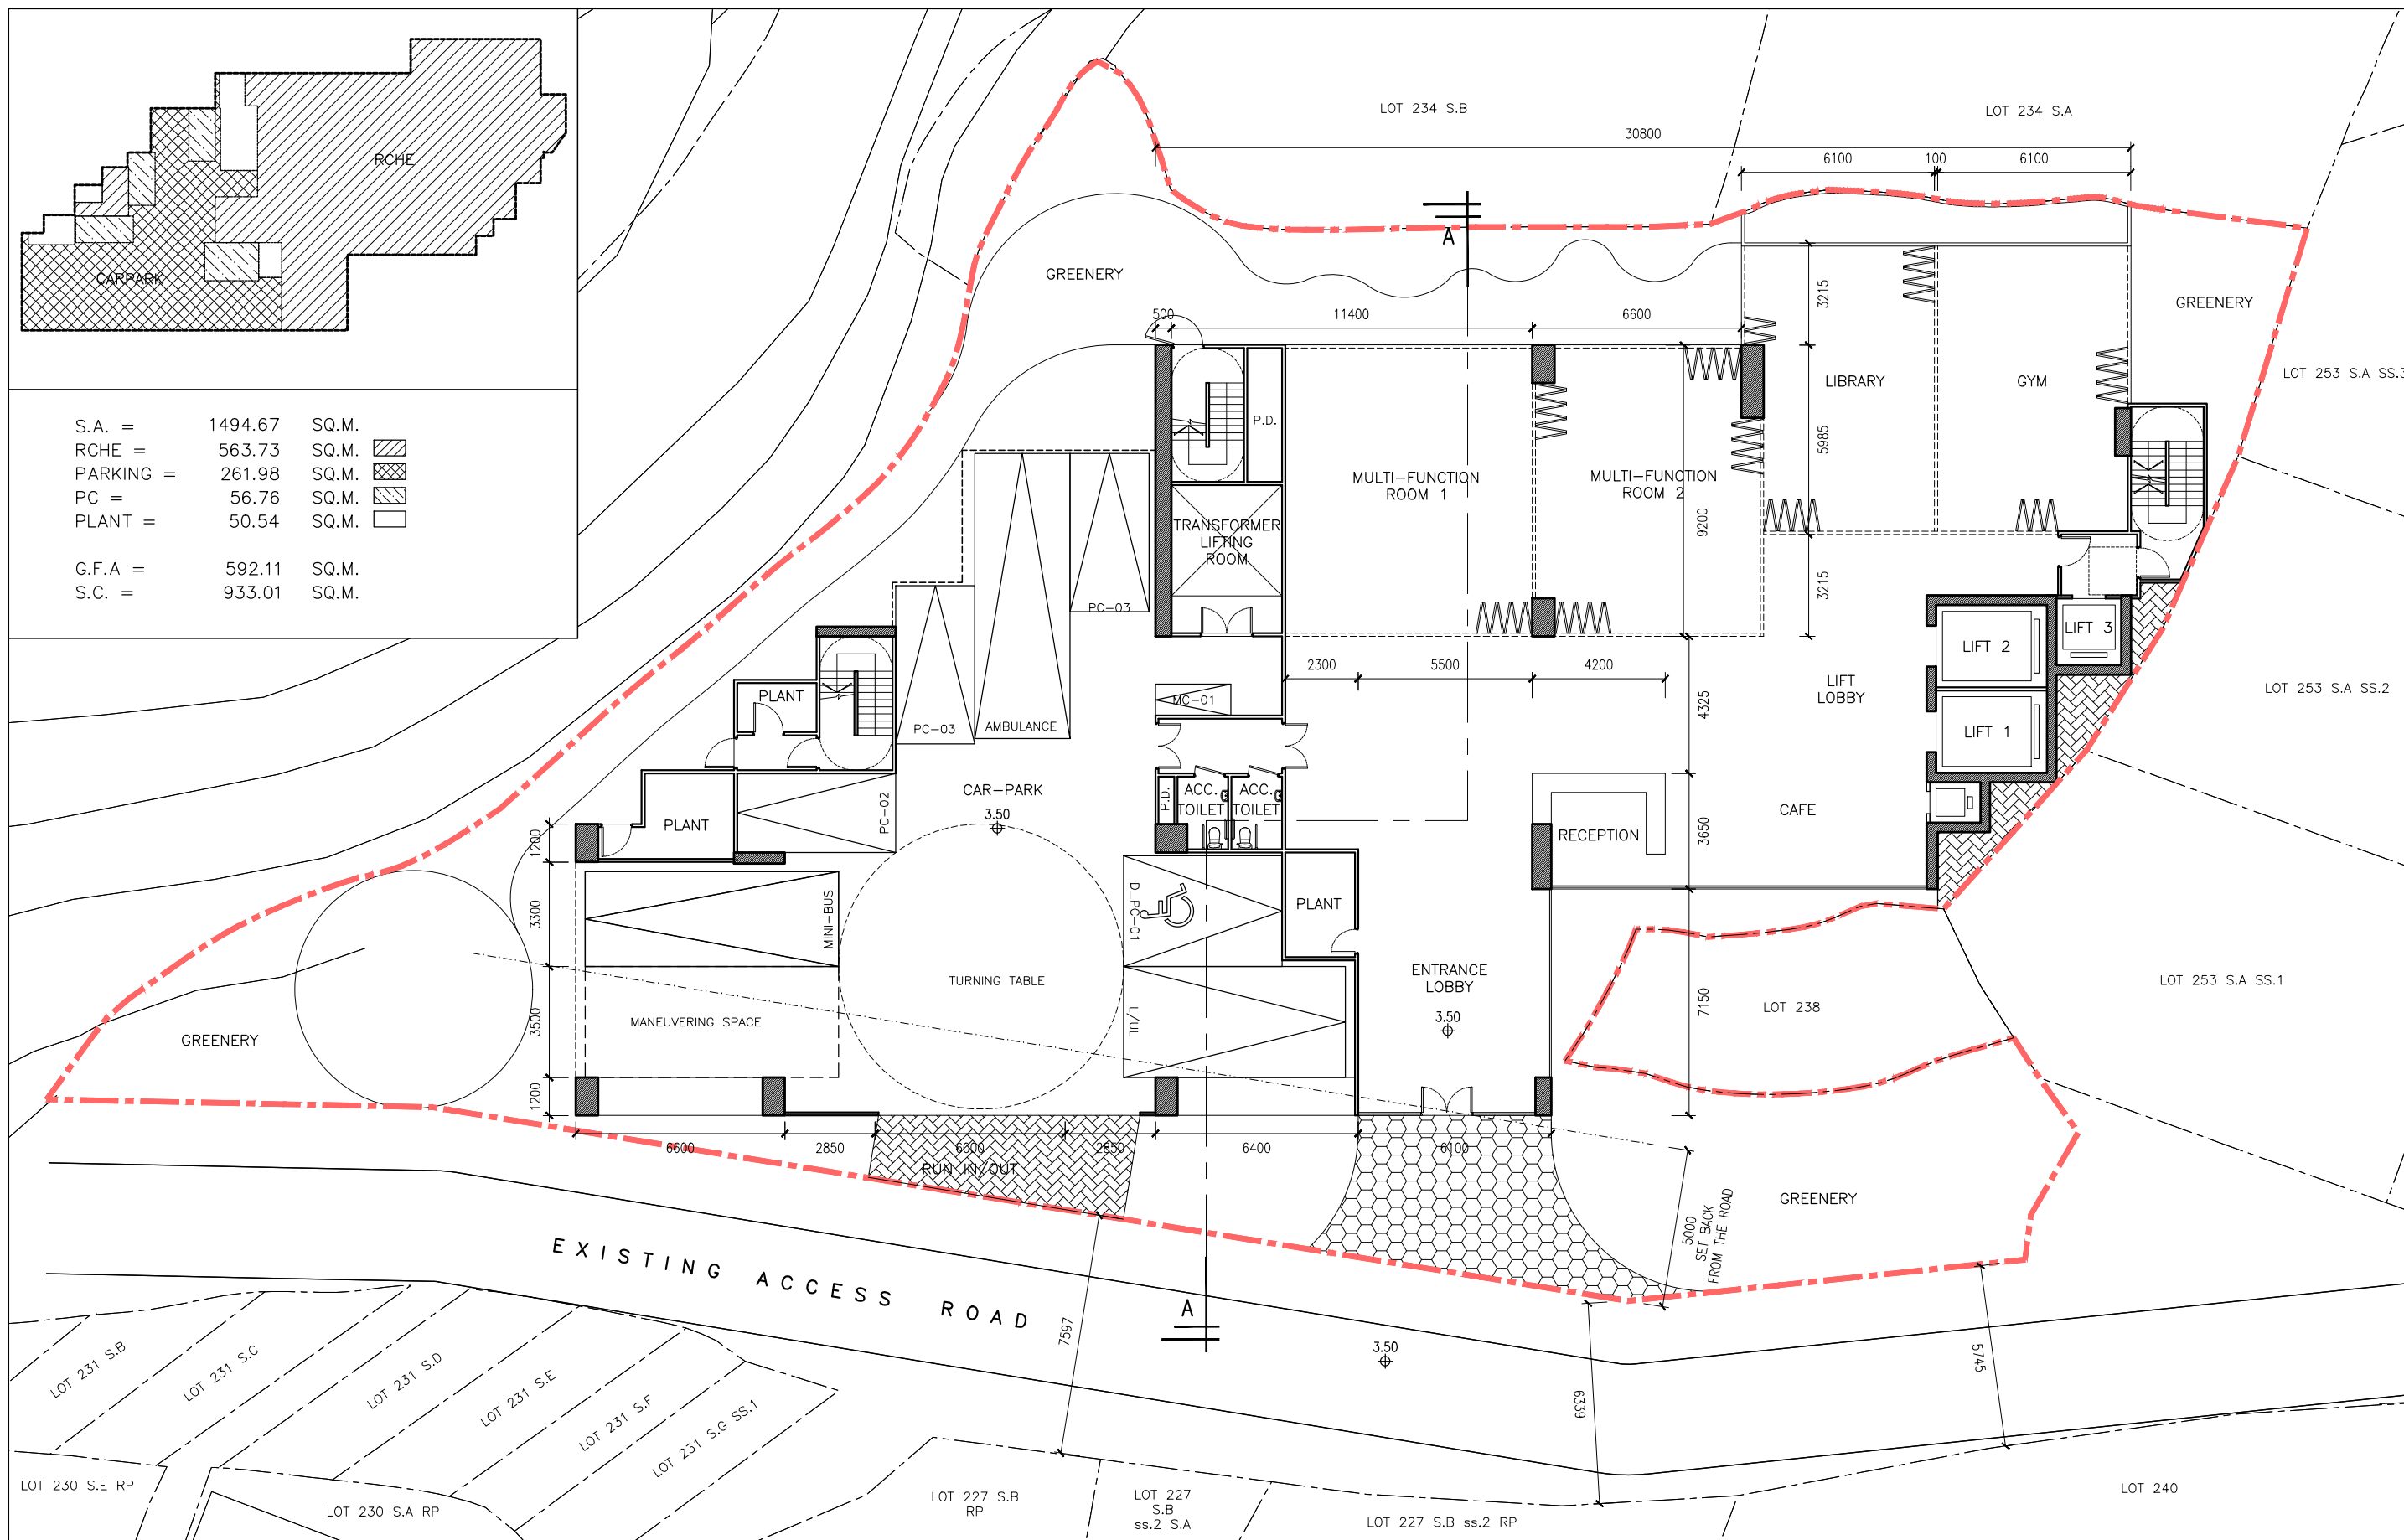 RCHE
CARPARK
S.A. = 1494.67 SQ.M.
RCHE = 563.73 SQ.M.
PARKING = 261.98 SQ.M.
PC = 56.76 SQ.M.
PLANT = 50.54 SQ.M.
G.F.A = 592.11 SQ.M.
S.C. = 933.01 SQ.M.
LOT 234 S.B
LOT 234 S.A
30800
6100 100 6100
A
GREENERY
GREENERY
3215
500 11400 6600
LIBRARY
GYM
LOT 253 S.A SS.3
P.D.
5985
MULTI-FUNCTION
ROOM 1
MULTI-FUNCTION
ROOM 2
9200
TRANSFORMER
LIFTING
ROOM
3215
PC-03
LIFT 3
LIFT 2
2300 5500 4200
LIFT
LOBBY
LOT 253 S.A SS.2
PLANT
MC-01
4325
PC-03
AMBULANCE
LIFT 1
CAR-PARK
3.50
PC-02
P.D.
ACC.
TOILET
ACC.
TOILET
CAFE
PLANT
1200
RECEPTION
3650
3300
MINI-BUS
D_PC-01
PLANT
TURNING TABLE
ENTRANCE
LOBBY
3.50
LOT 253 S.A SS.1
7150
LOT 238
MANEUVERING SPACE
3500
L/UL
GREENERY
1200
6600 2850 6000 2850 6400 6100
RUN IN/OUT
GREENERY
5000
SET BACK
FROM THE ROAD
EXISTING ACCESS ROAD
A
7597
3.50
5745
6339
LOT 231 S.B
LOT 231 S.C
LOT 231 S.D
LOT 231 S.E
LOT 231 S.F
LOT 231 S.G SS.1
LOT 230 S.E RP
LOT 230 S.A RP
LOT 227 S.B
RP
LOT 227
S.B
ss.2 S.A
LOT 227 S.B ss.2 RP
LOT 240